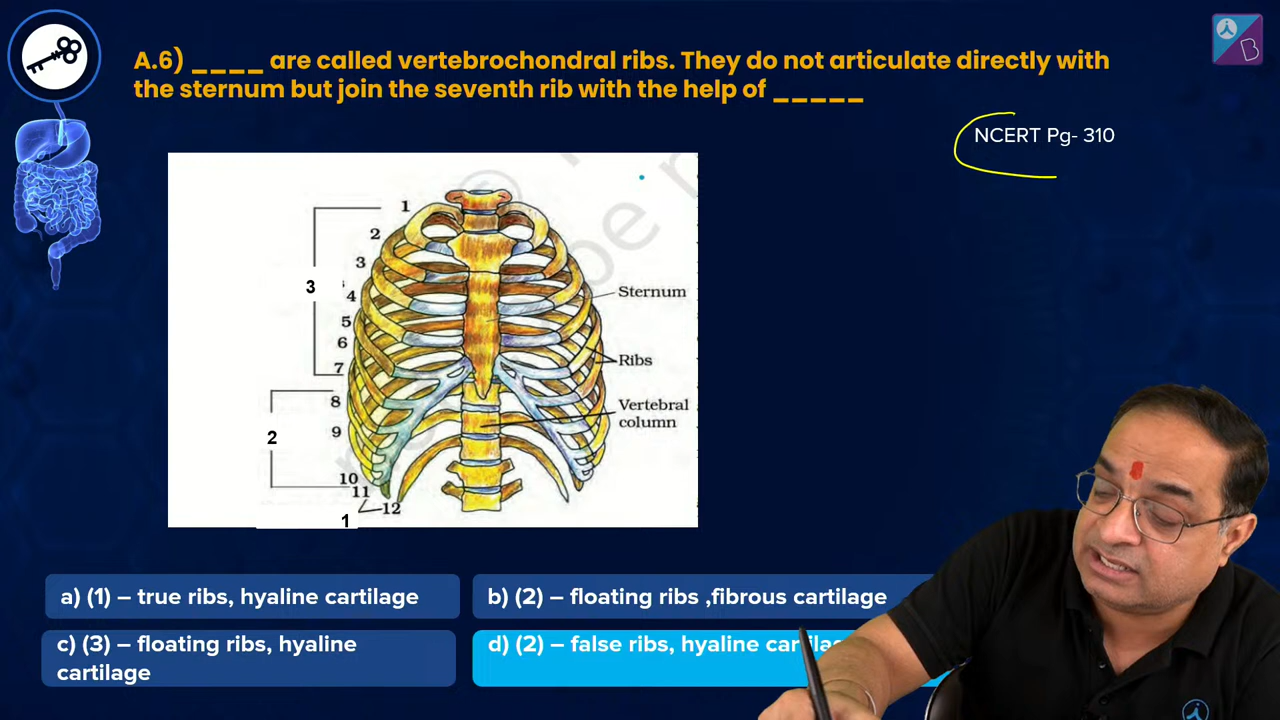 A.6) ____ are called vertebrochondral ribs. They do not articulate directly with
the sternum but join the seventh rib with the help of _____
NCERT Pg- 310
1
2
3
3
4
5
6
7
8
9
2
10
11
12
1
Sternum
Ribs
Vertebral
column
a) (1) – true ribs, hyaline cartilage
b) (2) – floating ribs ,fibrous cartilage
c) (3) – floating ribs, hyaline
cartilage
d) (2) – false ribs, hyaline
B